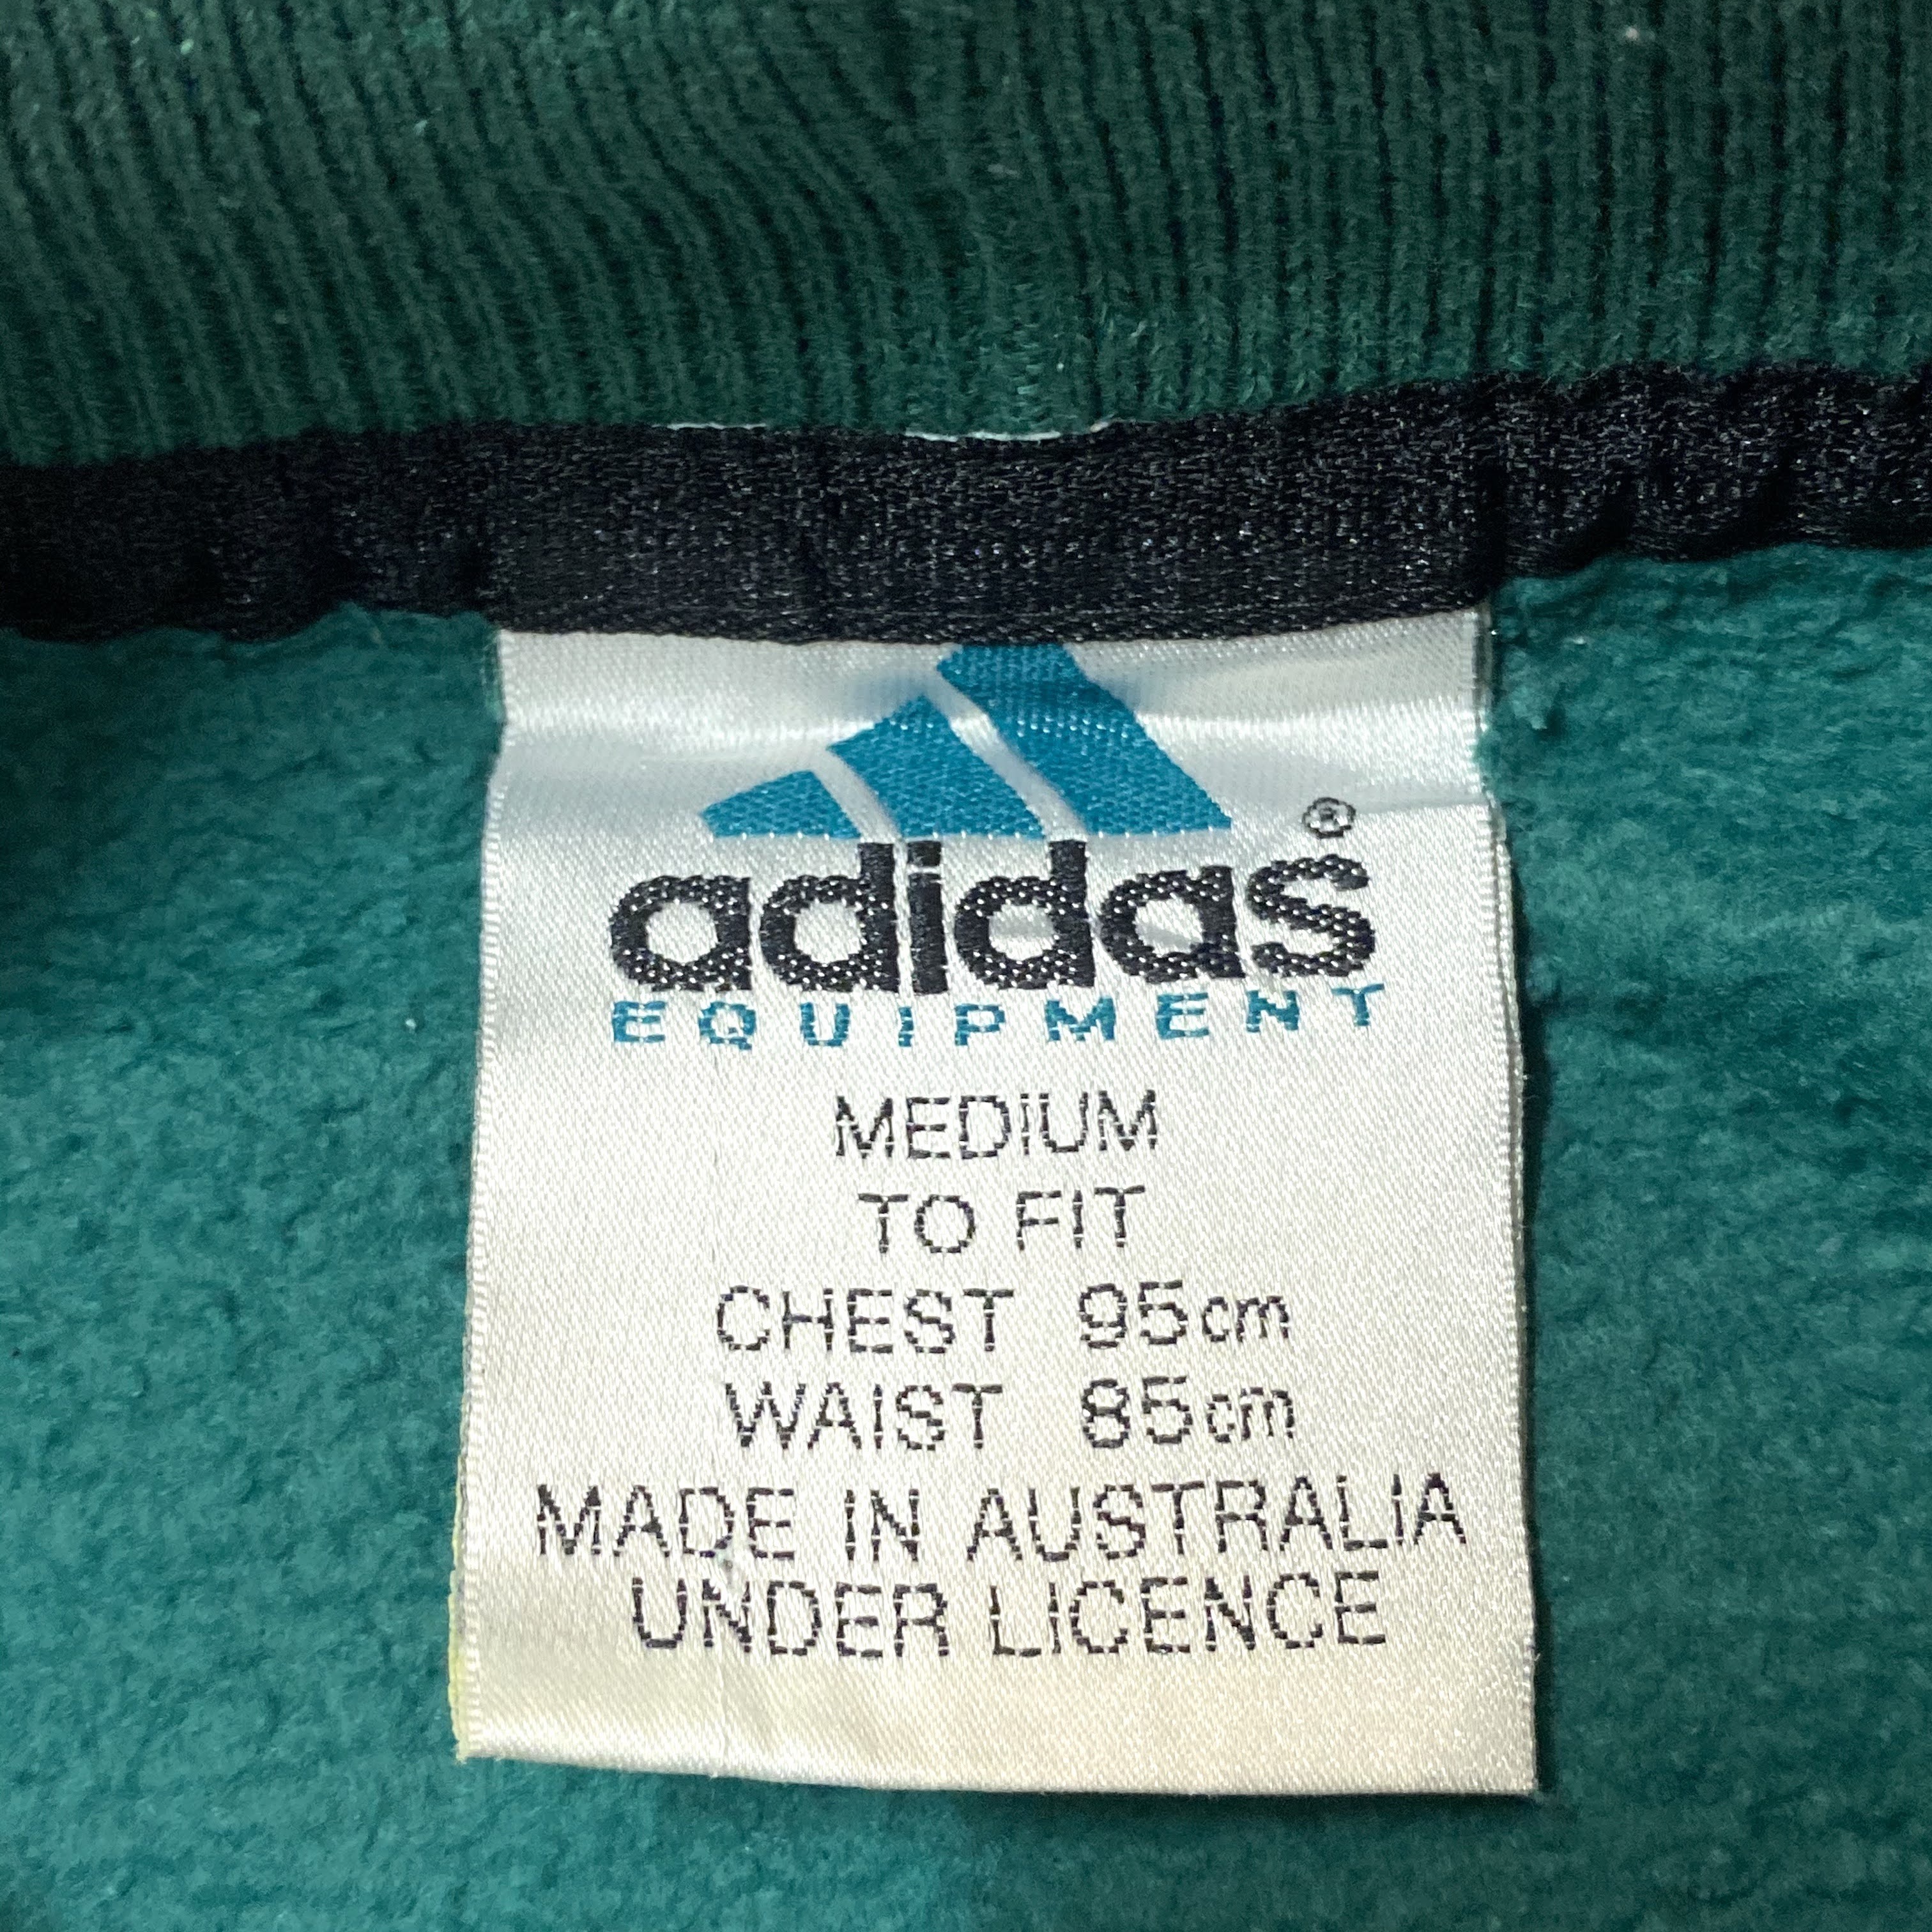 adidas®
EQUIPMENT
MEDIUM
TO FIT
CHEST 95cm
WAIST 85cm
MADE IN AUSTRALIA
UNDER LICENCE